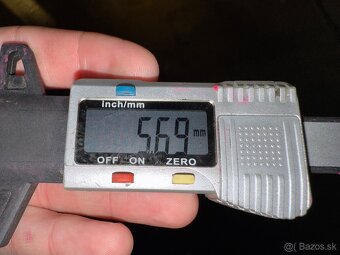 inch/mm
5.69 mm
OFF ON ZERO
© Bazos.sk